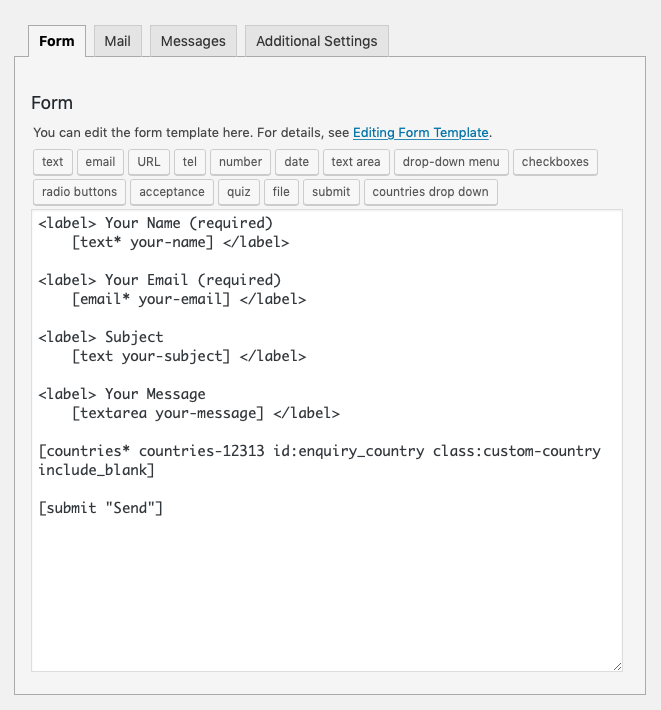 Form Mail Messages Additional Settings
Form
You can edit the form template here. For details, see Editing Form Template.
text email URL tel number date text area drop-down menu checkboxes
radio buttons acceptance quiz file submit countries drop down
<label> Your Name (required)
    [text* your-name] </label>
<label> Your Email (required)
    [email* your-email] </label>
<label> Subject
    [text your-subject] </label>
<label> Your Message
    [textarea your-message] </label>
[countries* countries-12313 id:enquiry_country class:custom-country
include_blank]
[submit "Send"]